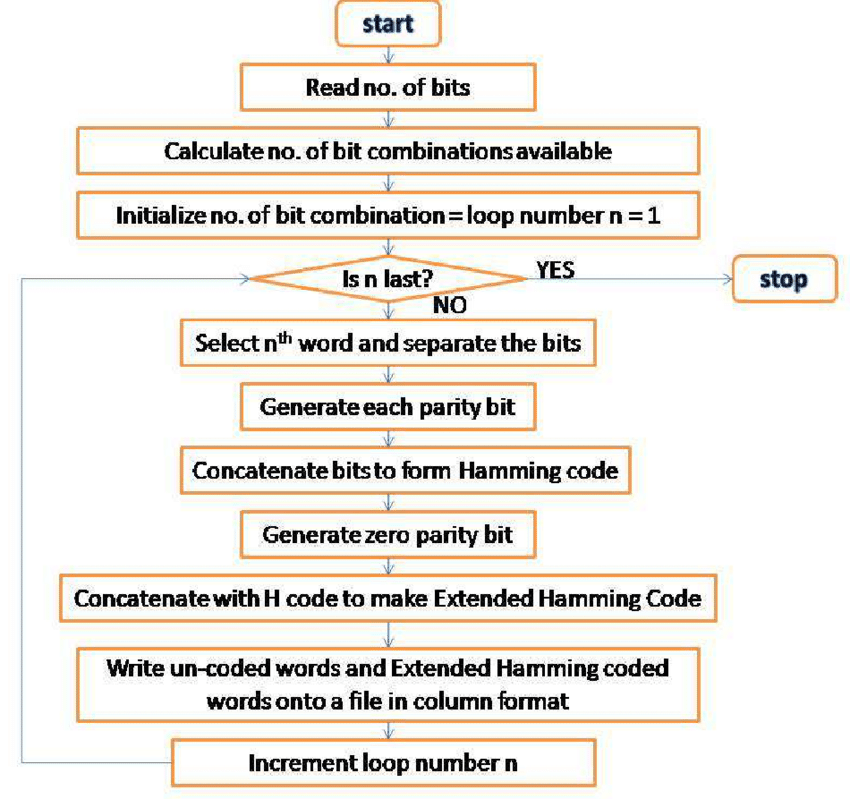 start
Read no. of bits
Calculate no. of bit combinations available
Initialize no. of bit combination = loop number n = 1
Is n last?
YES
stop
NO
Select nth word and separate the bits
Generate each parity bit
Concatenate bits to form Hamming code
Generate zero parity bit
Concatenate with H code to make Extended Hamming Code
Write un-coded words and Extended Hamming coded
words onto a file in column format
Increment loop number n